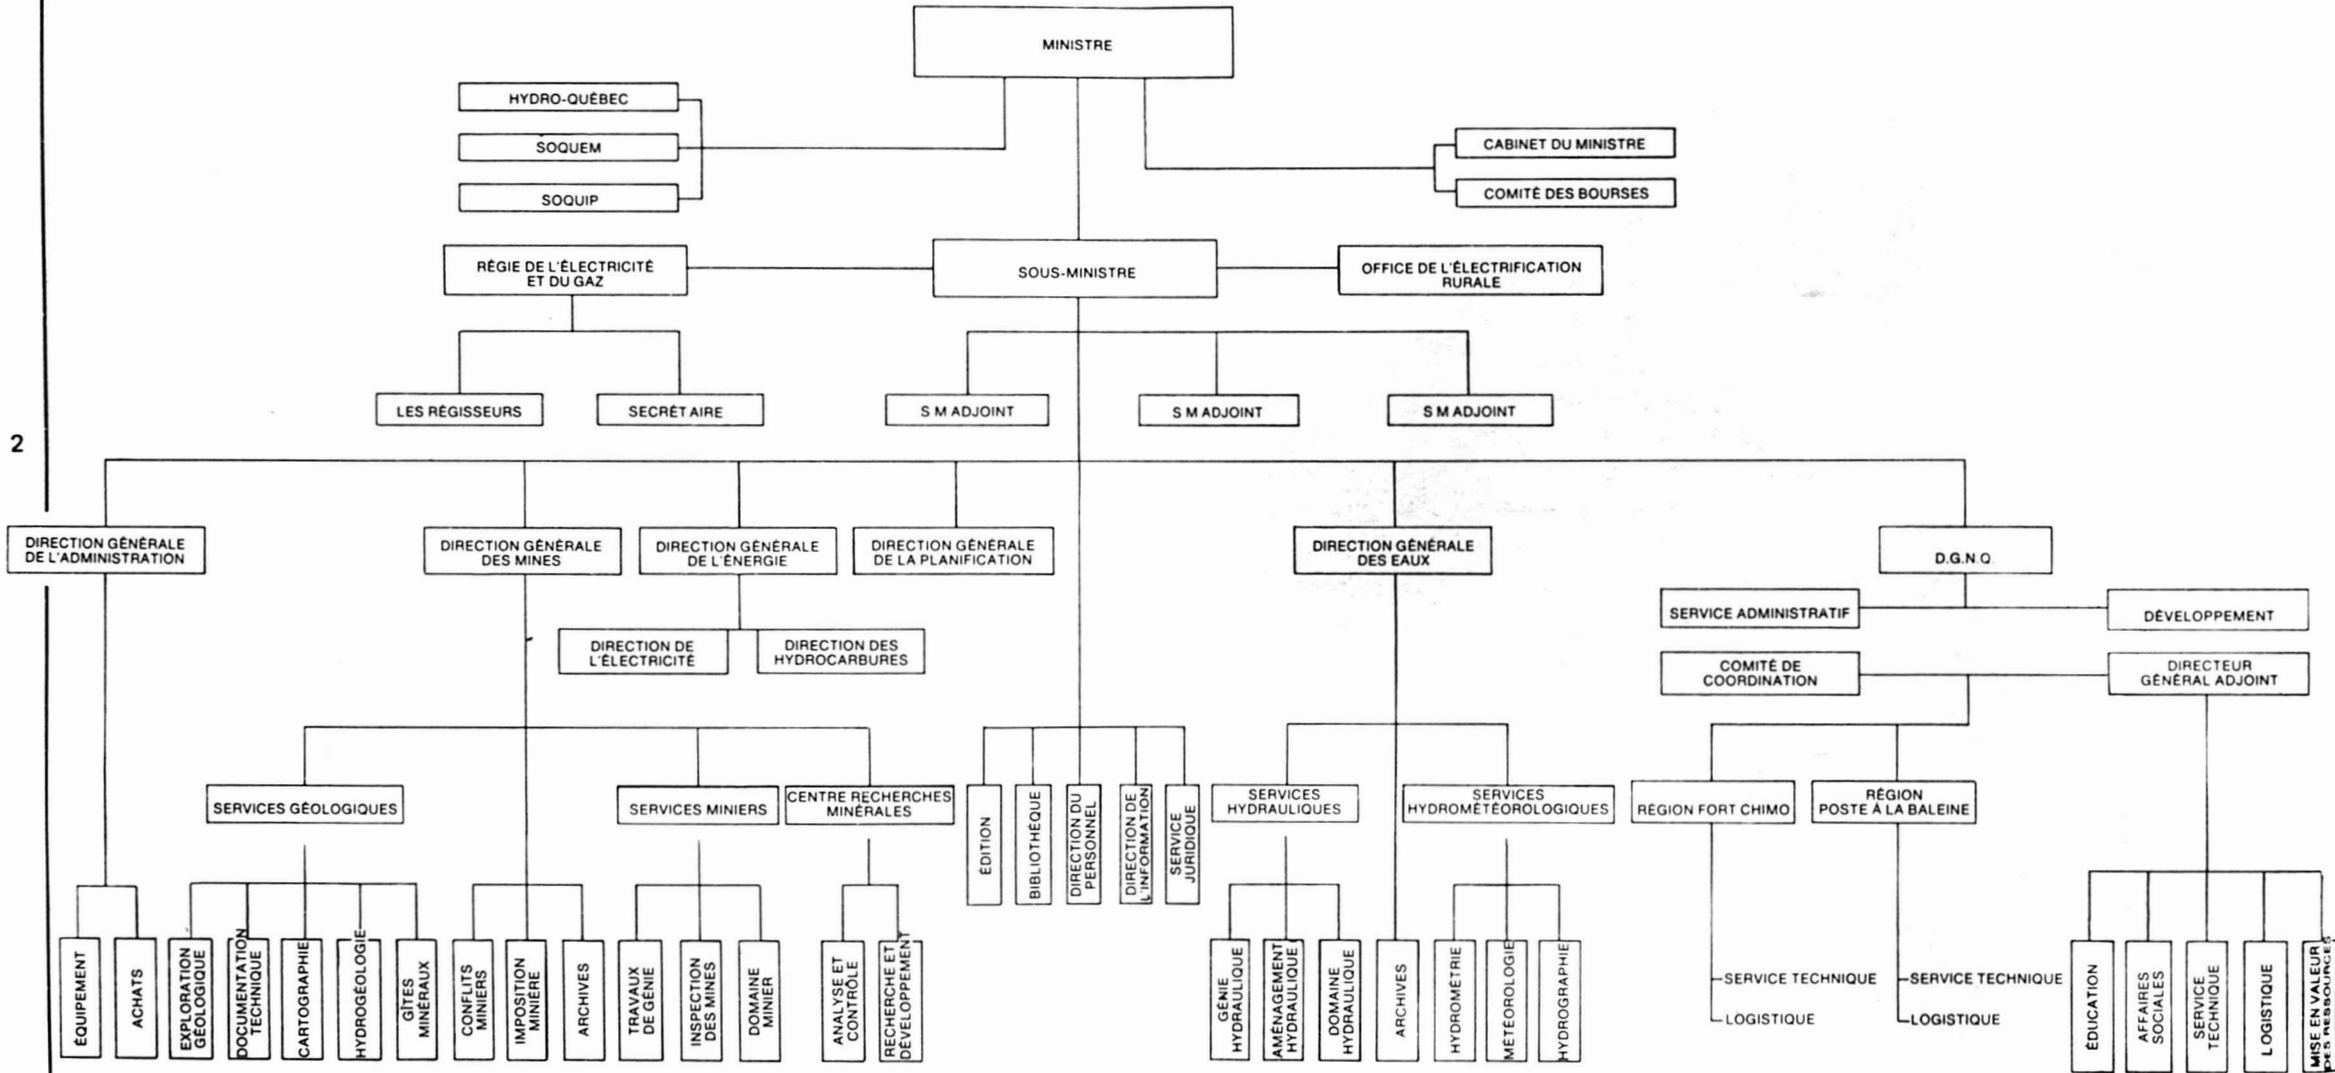 MINISTRE
HYDRO-QUÉBEC
SOQUEM
SOQUIP
CABINET DU MINISTRE
COMITÉ DES BOURSES
RÉGIE DE L'ÉLECTRICITÉ
ET DU GAZ
SOUS-MINISTRE
OFFICE DE L'ÉLECTRIFICATION
RURALE
LES RÉGISSEURS
SECRÉTAIRE
S M ADJOINT
S M ADJOINT
S M ADJOINT
2
DIRECTION GÉNÉRALE
DE L'ADMINISTRATION
DIRECTION GÉNÉRALE
DES MINES
DIRECTION GÉNÉRALE
DE L'ÉNERGIE
DIRECTION GÉNÉRALE
DE LA PLANIFICATION
DIRECTION GÉNÉRALE
DES EAUX
D.G.N.Q.
SERVICE ADMINISTRATIF
DÉVELOPPEMENT
DIRECTION DE
L'ÉLECTRICITÉ
DIRECTION DES
HYDROCARBURES
COMITÉ DE
COORDINATION
DIRECTEUR
GÉNÉRAL ADJOINT
SERVICES GÉOLOGIQUES
SERVICES MINIERS
CENTRE RECHERCHES
MINÉRALES
ÉDITION
BIBLIOTHÈQUE
DIRECTION DU
PERSONNEL
DIRECTION DE
L'INFORMATION
SERVICE
JURIDIQUE
SERVICES
HYDRAULIQUES
SERVICES
HYDROMÉTÉOROLOGIQUES
RÉGION FORT CHIMO
RÉGION
POSTE À LA BALEINE
ÉQUIPEMENT
ACHATS
EXPLORATION
GÉOLOGIQUE
DOCUMENTATION
TECHNIQUE
CARTOGRAPHIE
HYDROGÉOLOGIE
GÎTES
MINÉRAUX
CONFLITS
MINIERS
IMPOSITION
MINIÈRE
ARCHIVES
TRAVAUX
DE GÉNIE
INSPECTION
DES MINES
DOMAINE
MINIER
ANALYSE ET
CONTRÔLE
RECHERCHE ET
DÉVELOPPEMENT
GÉNIE
HYDRAULIQUE
AMÉNAGEMENT
HYDRAULIQUE
DOMAINE
HYDRAULIQUE
ARCHIVES
HYDROMÉTRIE
MÉTÉOROLOGIE
HYDROGRAPHIE
SERVICE TECHNIQUE
LOGISTIQUE
SERVICE TECHNIQUE
LOGISTIQUE
ÉDUCATION
AFFAIRES
SOCIALES
SERVICE
TECHNIQUE
LOGISTIQUE
MISE EN VALEUR
DES RESSOURCES